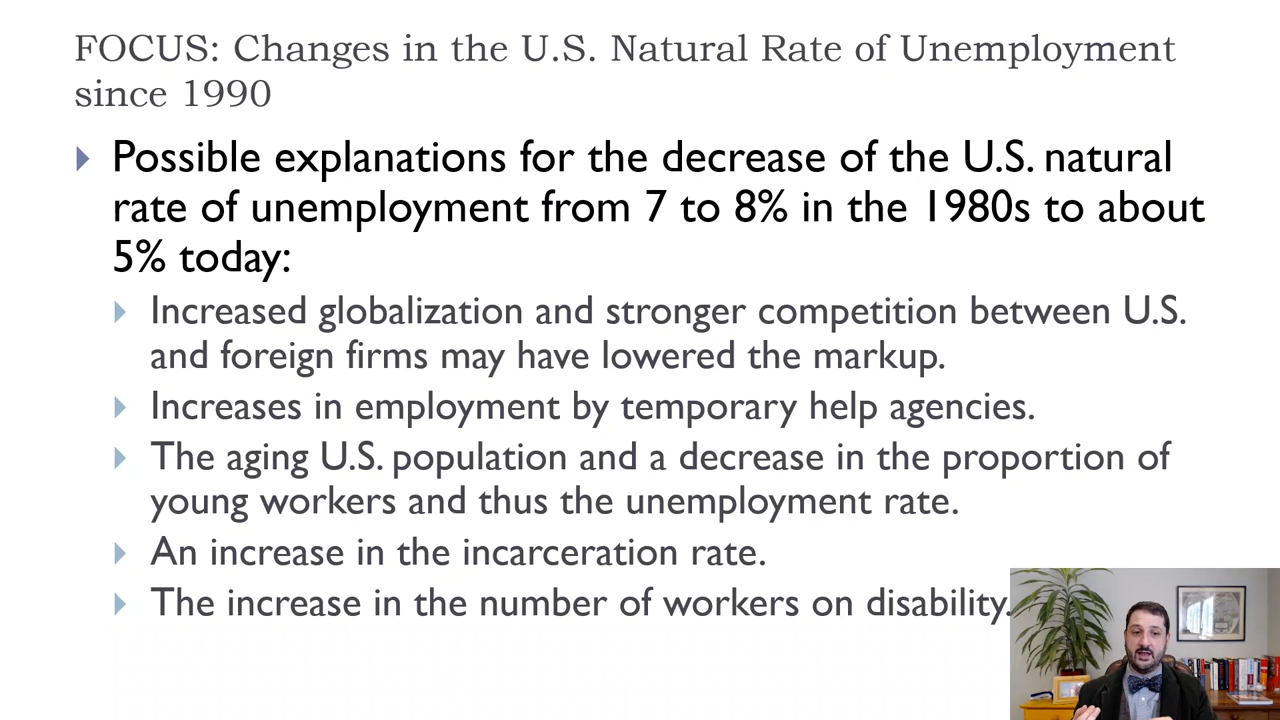 FOCUS: Changes in the U.S. Natural Rate of Unemployment
since 1990
Possible explanations for the decrease of the U.S. natural
rate of unemployment from 7 to 8% in the 1980s to about
5% today:
Increased globalization and stronger competition between U.S.
and foreign firms may have lowered the markup.
Increases in employment by temporary help agencies.
The aging U.S. population and a decrease in the proportion of
young workers and thus the unemployment rate.
An increase in the incarceration rate.
The increase in the number of workers on disability.